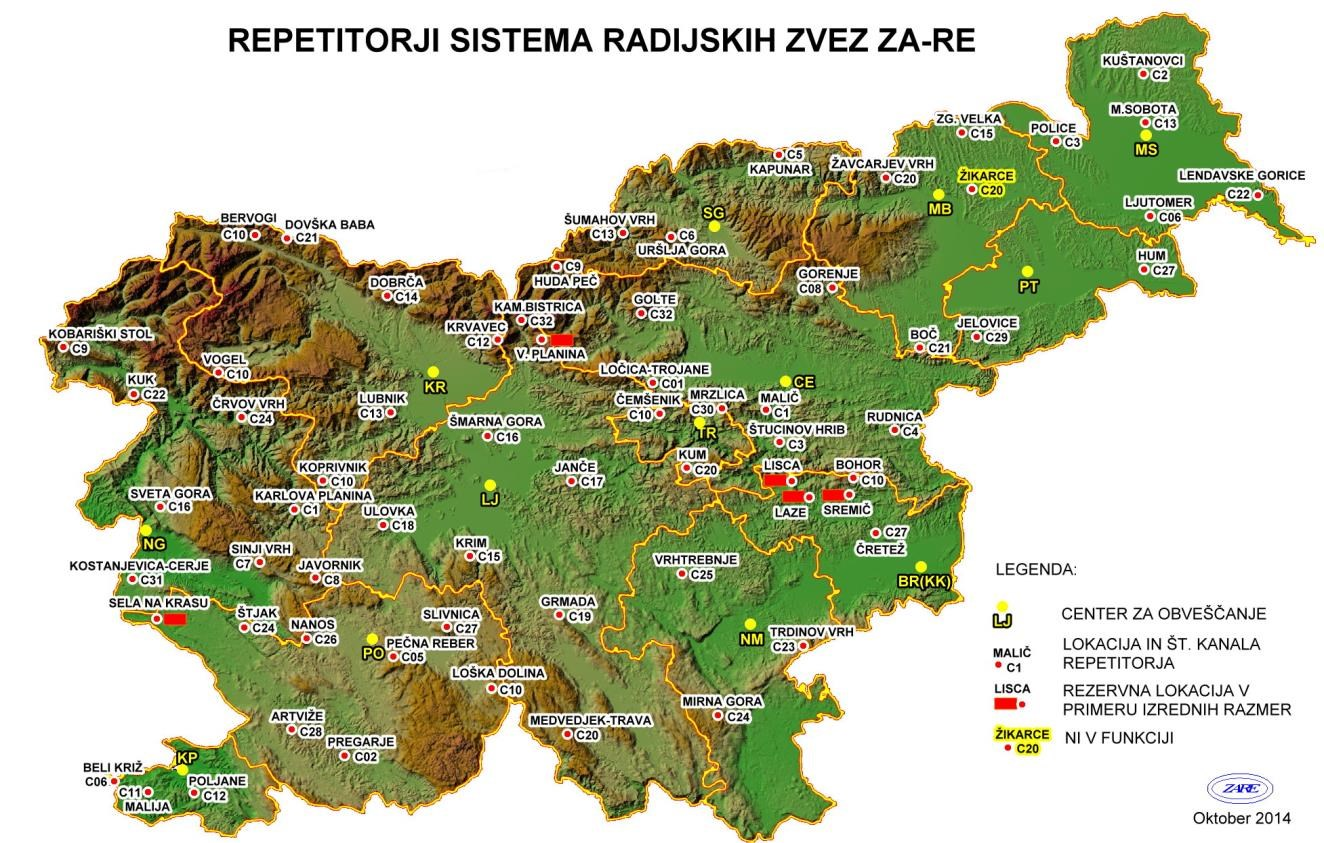 REPETITORJI SISTEMA RADIJSKIH ZVEZ ZA-RE
KUŠTANOVCI
C2
M.SOBOTA
C13
MS
ZG. VELKA
C15
POLICE
C3
C5
KAPUNAR
ŽAVCARJEV VRH
C20
ŽIKARCE
C20
MB
LENDAVSKE GORICE
C22
LJUTOMER
C06
HUM
C27
BERVOGI
C10
DOVŠKA BABA
C21
ŠUMAHOV VRH
C13
C6
URŠLJA GORA
SG
C9
HUDA PEČ
DOBRČA
C14
KAM.BISTRICA
C32
GOLTE
C32
GORENJE
C08
PT
KOBARIŠKI STOL
C9
KRVAVEC
C12
V. PLANINA
BOČ
C21
JELOVICE
C29
VOGEL
C10
KR
LOČICA-TROJANE
C01
CE
KUK
C22
ČRVOV VRH
C24
LUBNIK
C13
ČEMŠENIK
C10
MRZLICA
C30
MALIČ
C1
TR
ŠMARNA GORA
C16
ŠTUCINOV HRIB
C3
RUDNICA
C4
KOPRIVNIK
C10
JANČE
C17
KUM
C20
LISCA
BOHOR
C10
LAZE
SREMIČ
SVETA GORA
C16
KARLOVA PLANINA
C1
ULOVKA
C18
LJ
NG
SINJI VRH
C7
JAVORNIK
C8
KRIM
C15
VRHTREBNJE
C25
C27
ČRETEŽ
BR(KK)
KOSTANJEVICA-CERJE
C31
SELA NA KRASU
ŠTJAK
C24
NANOS
C26
SLIVNICA
C27
PO
PEČNA REBER
C05
GRMADA
C19
NM
TRDINOV VRH
C23
LOŠKA DOLINA
C10
MIRNA GORA
C24
MEDVEDJEK-TRAVA
C20
ARTVIŽE
C28
PREGARJE
C02
KP
BELI KRIŽ
C06
C11
MALIJA
POLJANE
C12
LEGENDA:
LJ
CENTER ZA OBVEŠČANJE
MALIČ
C1
LOKACIJA IN ŠT. KANALA
REPETITORJA
LISCA
REZERVNA LOKACIJA V
PRIMERU IZREDNIH RAZMER
ŽIKARCE
C20
NI V FUNKCIJI
ZARE
Oktober 2014